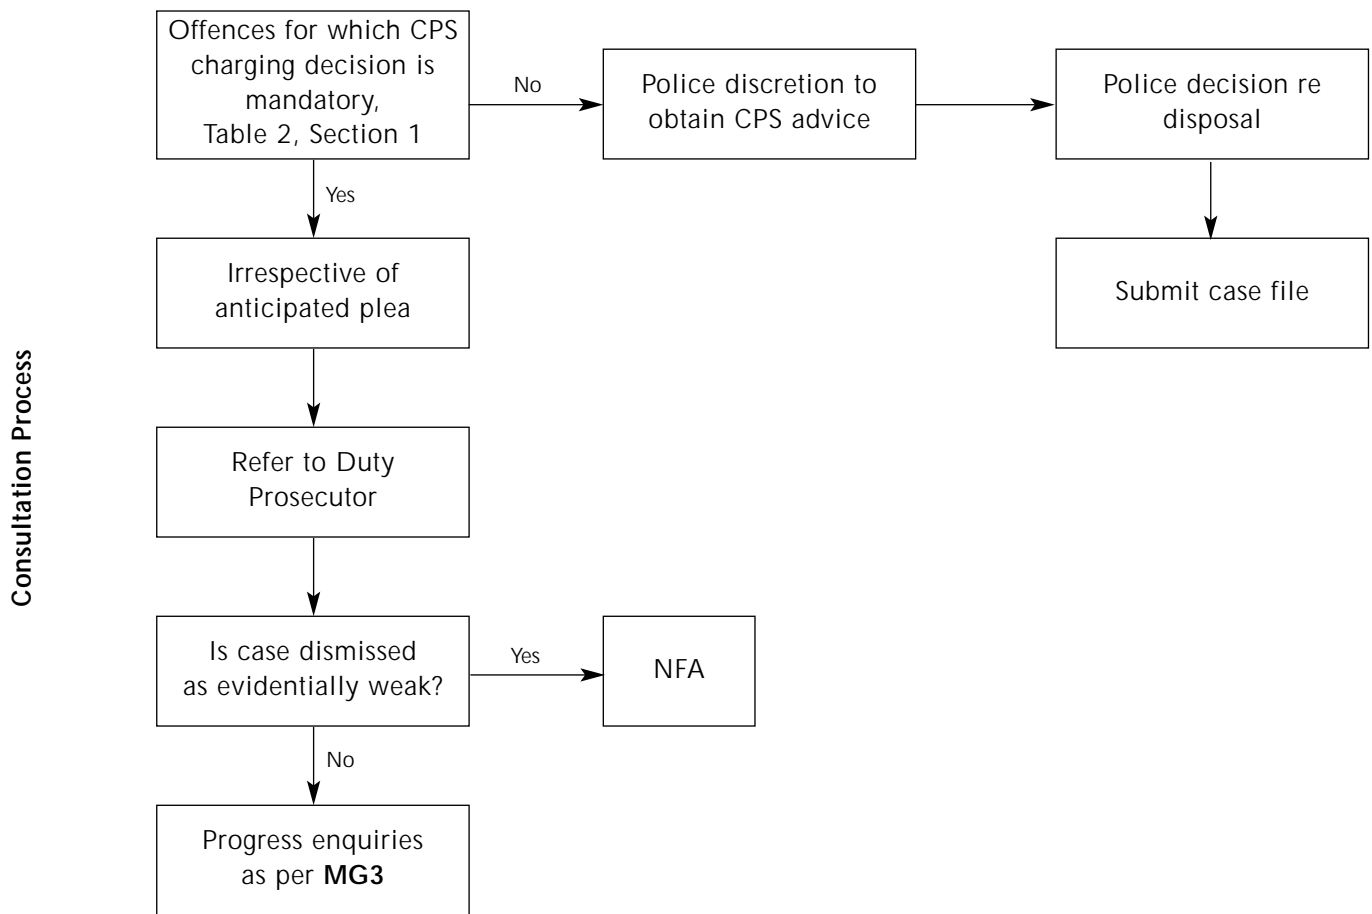 Offences for which CPS
charging decision is
mandatory,
Table 2, Section 1
No
Police discretion to
obtain CPS advice
Police decision re
disposal
Yes
Irrespective of
anticipated plea
Submit case file
Consultation Process
Refer to Duty
Prosecutor
Is case dismissed
as evidentially weak?
Yes
NFA
No
Progress enquiries
as per MG3